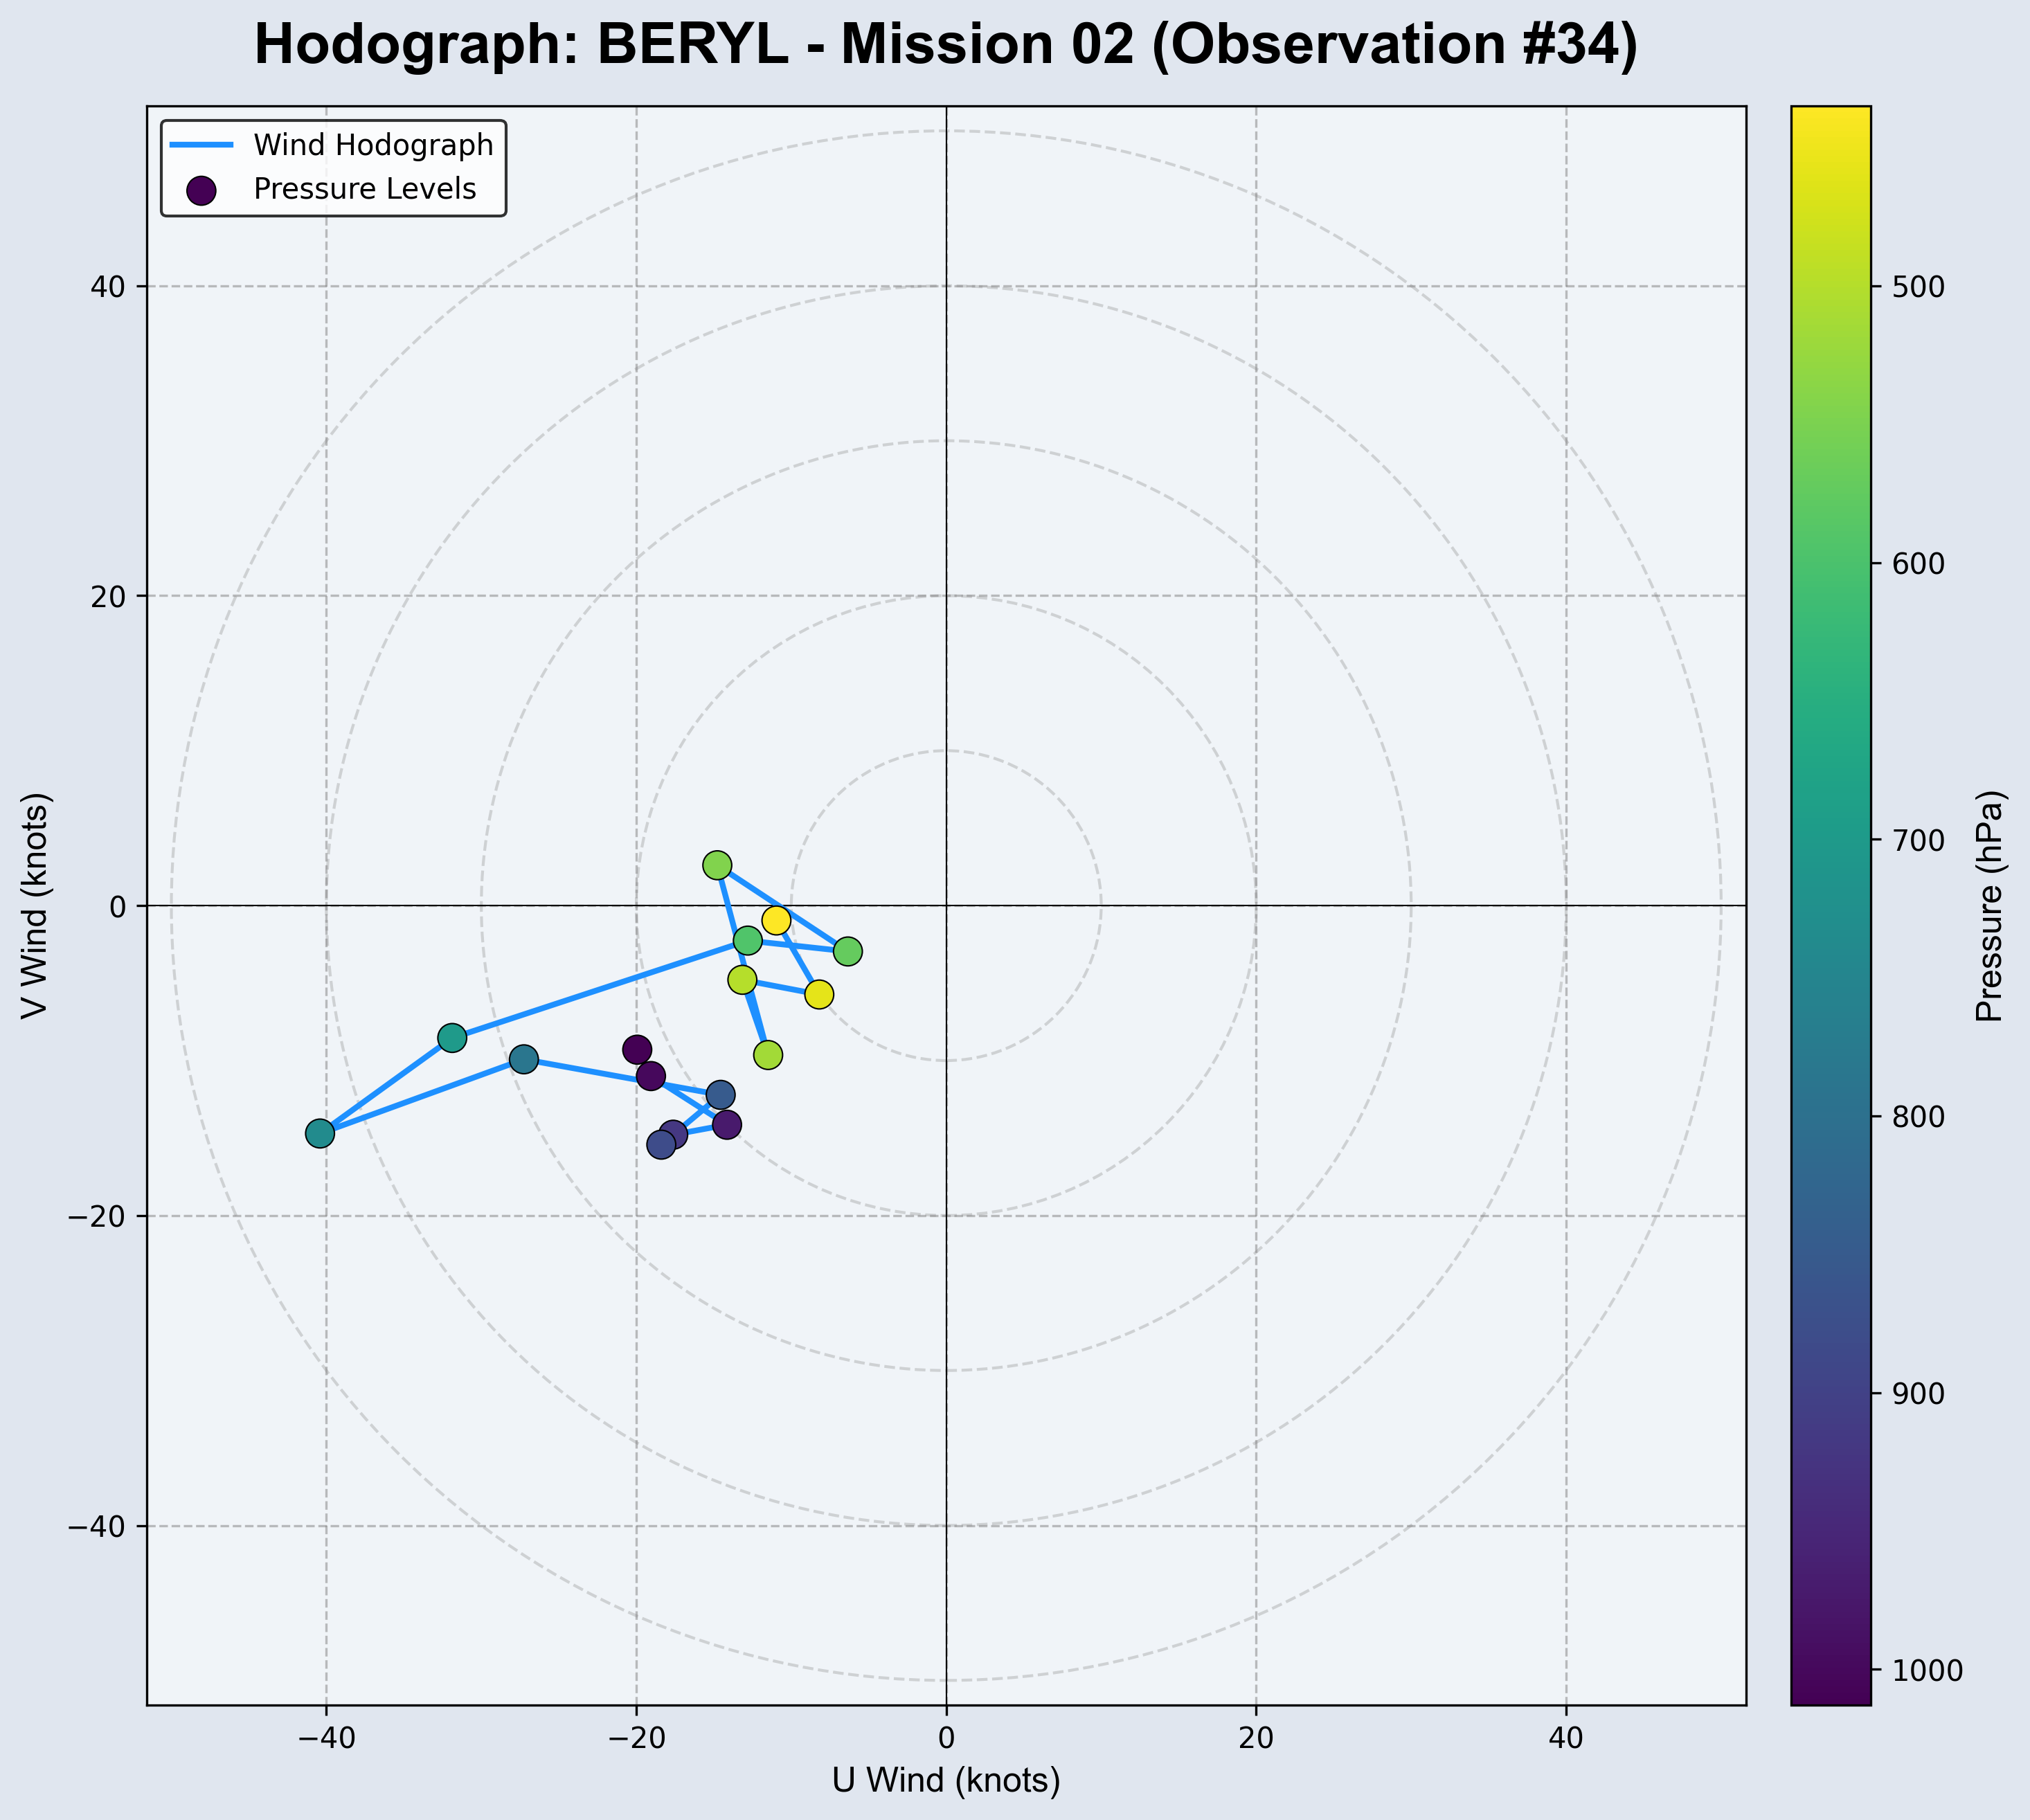 Hodograph: BERYL - Mission 02 (Observation #34)
Wind Hodograph
Pressure Levels
40
20
0
−20
−40
V Wind (knots)
−40
−20
0
20
40
U Wind (knots)
500
600
700
800
900
1000
Pressure (hPa)